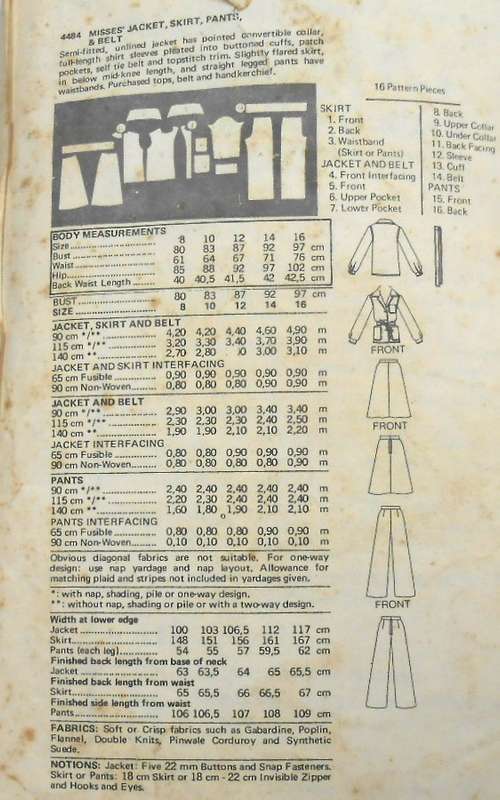 4484 MISSES' JACKET, SKIRT, PANTS,
& BELT
Semi-fitted, unlined jacket has pointed convertible collar,
full-length shirt sleeves pleated into buttoned cuffs, patch
pockets, self tie belt and topstitch trim. Slightly flared skirt,
in below mid-knee length, and straight legged pants have
waistbands. Purchased tops, belt and handkerchief.
16 Pattern Pieces
SKIRT
1. Front
2. Back
3. Waistband
(Skirt or Pants)
JACKET AND BELT
4. Front Interfacing
5. Front
6. Upper Pocket
7. Lower Pocket
8. Back
9. Upper Collar
10. Under Collar
11. Back Facing
12. Sleeve
13. Cuff
14. Belt
PANTS
15. Front
16. Back
BODY MEASUREMENTS
Size 8 10 12 14 16
Bust 80 83 87 92 97 cm
Waist 61 64 67 71 76 cm
Hip 85 88 92 97 102 cm
Back Waist Length 40 40,5 41,5 42 42,5 cm
BUST 80 83 87 92 97 cm
SIZE 8 10 12 14 16
JACKET, SKIRT AND BELT
90 cm */** 4,20 4,20 4,40 4,60 4,90 m
115 cm */** 3,20 3,30 3,40 3,70 3,90 m
140 cm ** 2,70 2,80 3,00 3,10 m
JACKET AND SKIRT INTERFACING
65 cm Fusible 0,90 0,90 0,90 0,90 0,90 m
90 cm Non-Woven 0,80 0,80 0,80 0,90 0,90 m
JACKET AND BELT
90 cm */** 2,90 3,00 3,00 3,40 3,40 m
115 cm */** 2,30 2,30 2,30 2,40 2,50 m
140 cm ** 1,90 1,90 2,10 2,10 2,20 m
JACKET INTERFACING
65 cm Fusible 0,80 0,80 0,90 0,90 0,90 m
90 cm Non-Woven 0,80 0,80 0,80 0,80 0,80 m
PANTS
90 cm */** 2,40 2,40 2,40 2,40 2,40 m
115 cm */** 2,20 2,30 2,40 2,40 2,40 m
140 cm ** 1,60 1,80 1,90 2,10 2,10 m
PANTS INTERFACING
65 cm Fusible 0,80 0,80 0,80 0,90 0,90 m
90 cm Non-Woven 0,10 0,10 0,10 0,10 0,10 m
Obvious diagonal fabrics are not suitable. For one-way
design: use nap yardage and nap layout. Allowance for
matching plaid and stripes not included in yardages given.
*: with nap, shading, pile or one-way design.
**: without nap, shading or pile or with a two-way design.
Width at lower edge
Jacket 100 103 106,5 112 117 cm
Skirt 148 151 156 161 167 cm
Pants (each leg) 54 55 57 59,5 62 cm
Finished back length from base of neck
Jacket 63 63,5 64 65 65,5 cm
Finished back length from waist
Skirt 65 65,5 66 66,5 67 cm
Finished side length from waist
Pants 106 106,5 107 108 109 cm
FABRICS: Soft or Crisp fabrics such as Gabardine, Poplin,
Flannel, Double Knits, Pinwale Corduroy and Synthetic
Suede.
NOTIONS: Jacket: Five 22 mm Buttons and Snap Fasteners.
Skirt or Pants: 18 cm Skirt or 18 cm - 22 cm Invisible Zipper
and Hooks and Eyes.
FRONT
FRONT
FRONT